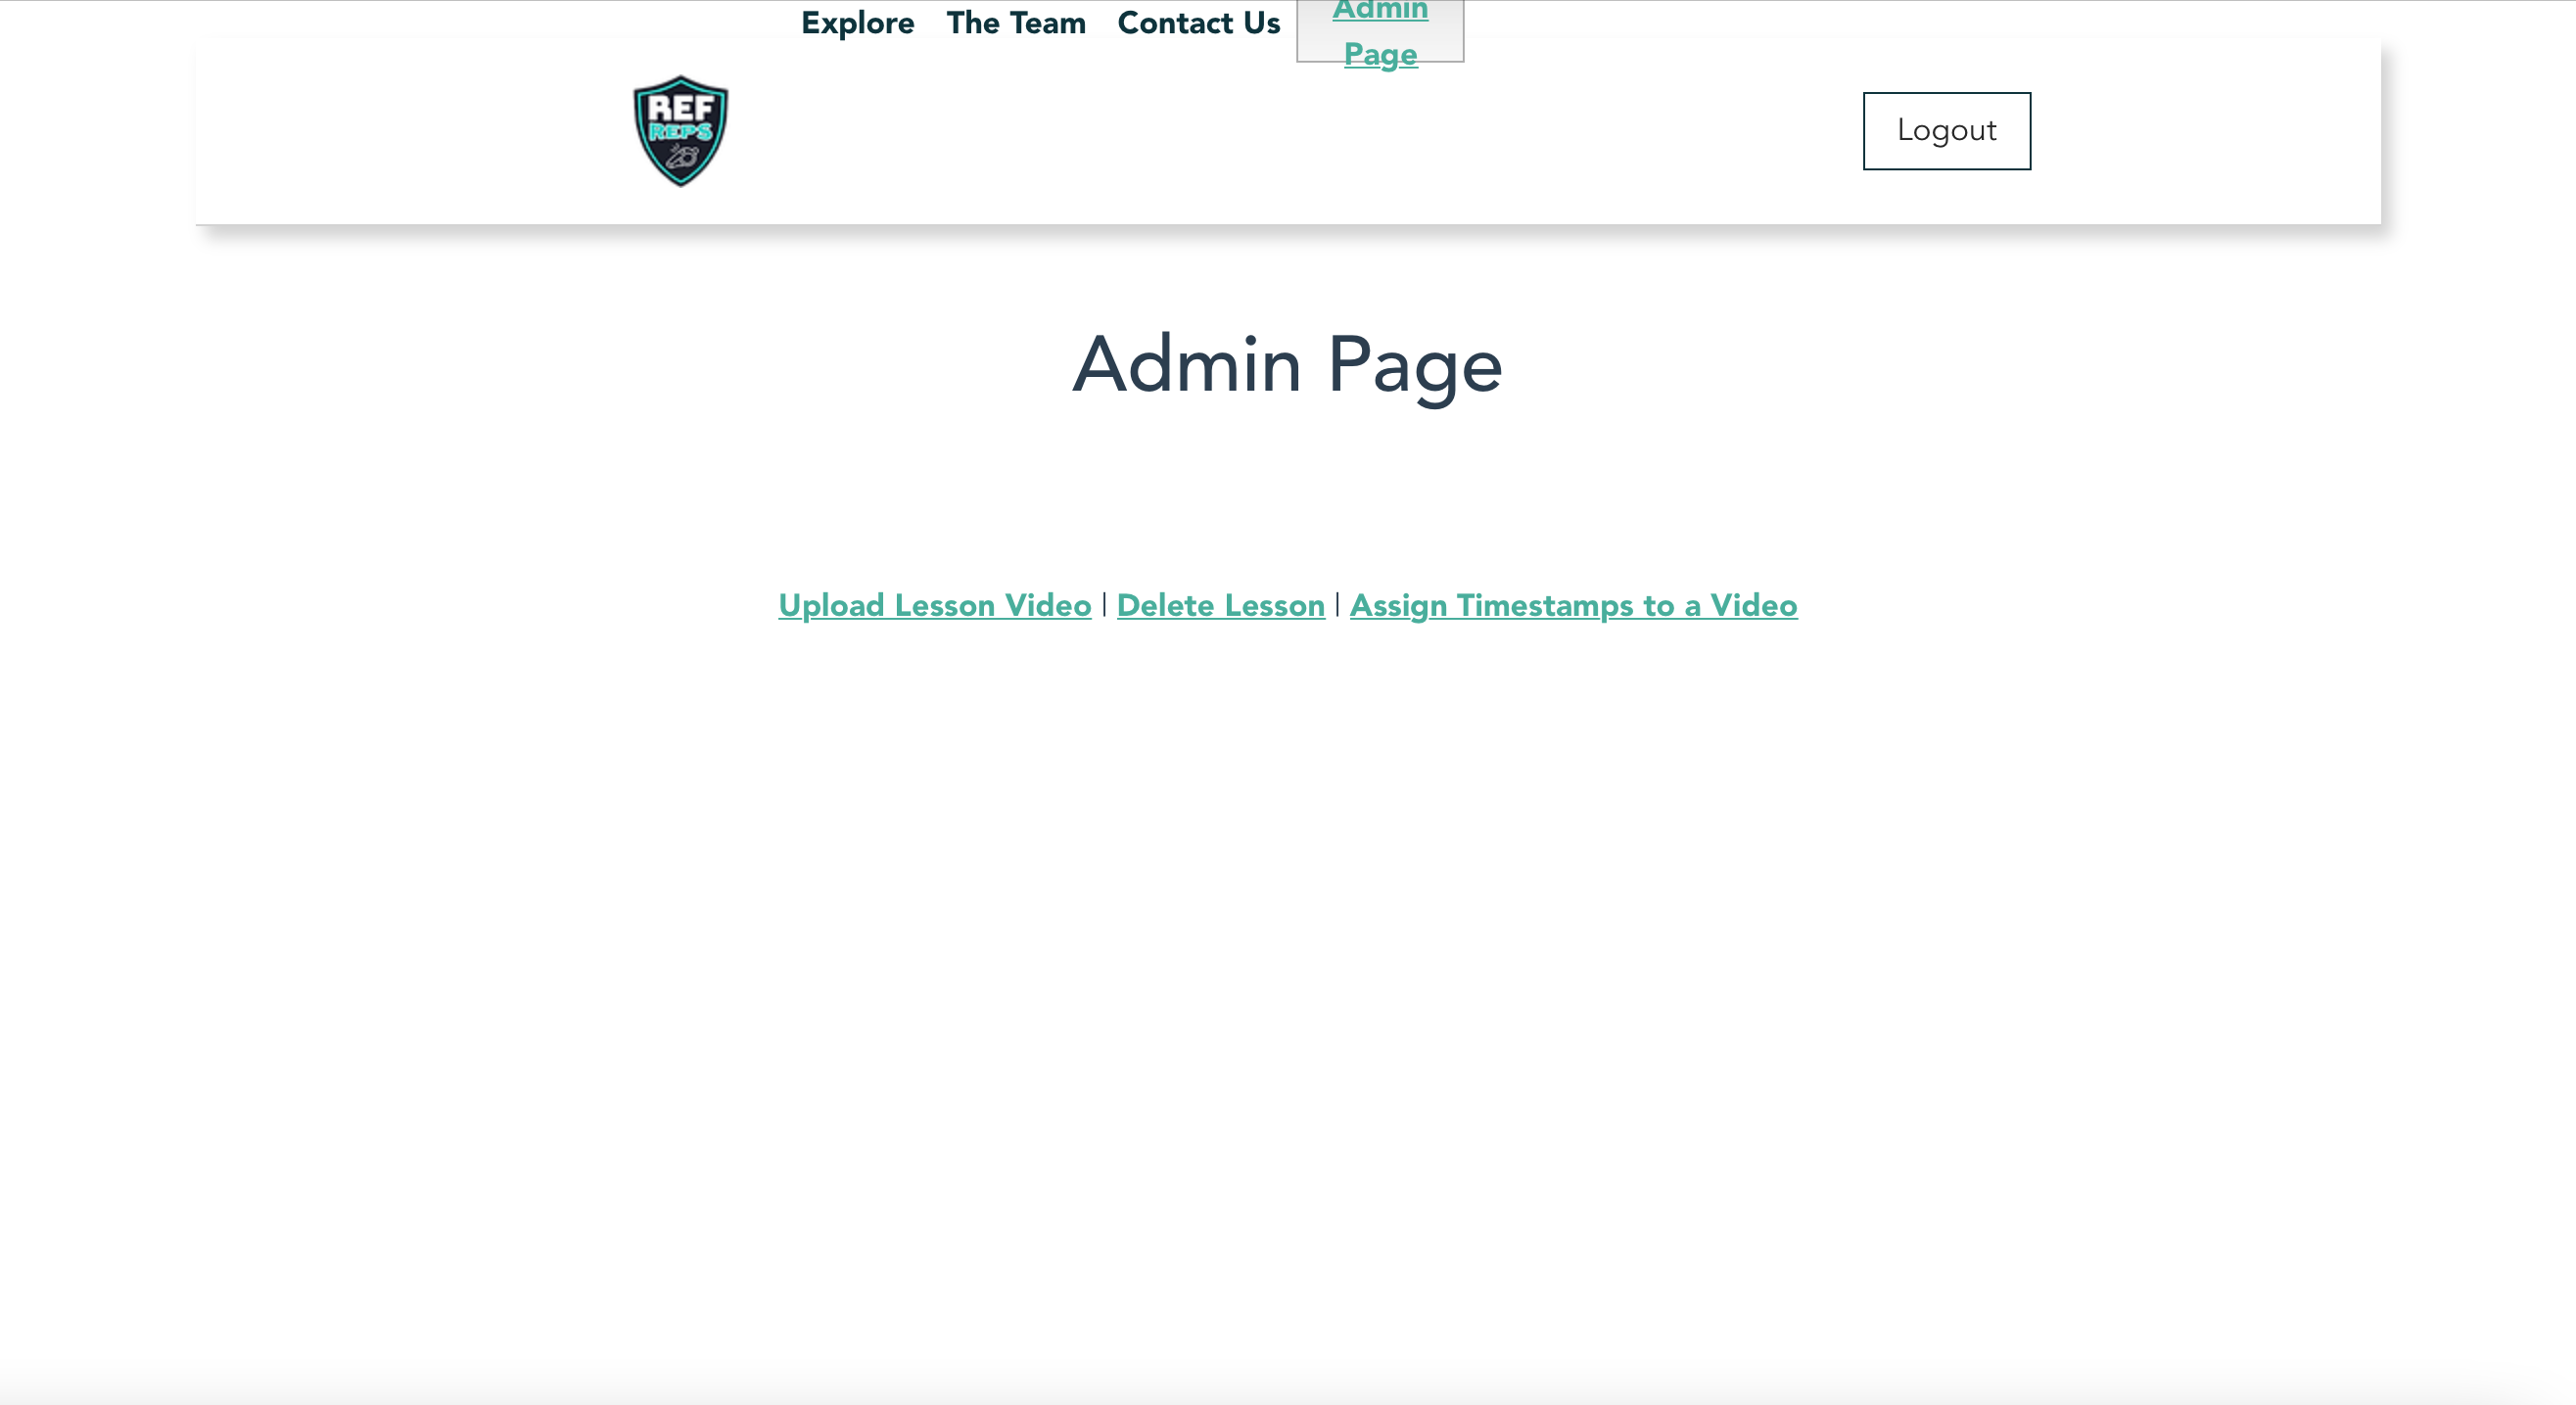 Explore The Team Contact Us Admin
Page
REF
REPS
Logout
Admin Page
Upload Lesson Video | Delete Lesson | Assign Timestamps to a Video